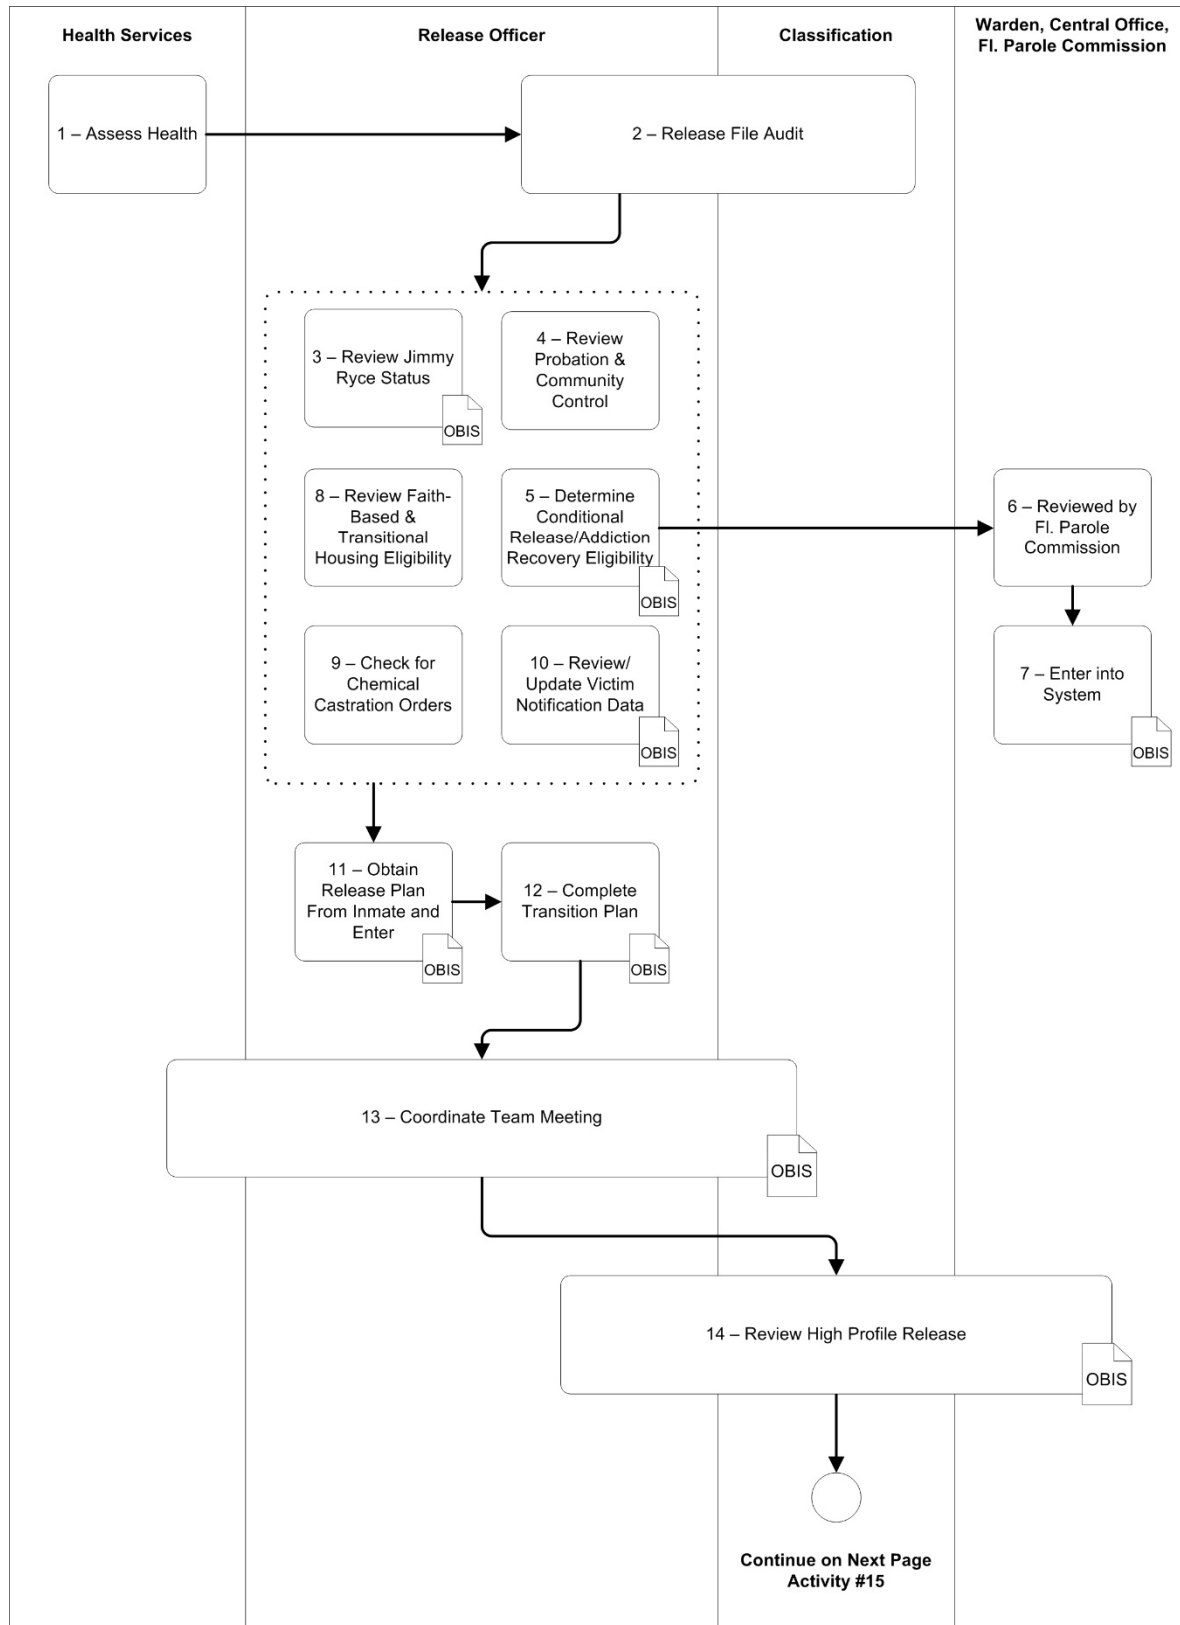 Health Services
Release Officer
Classification
Warden, Central Office,
Fl. Parole Commission
1 – Assess Health
2 – Release File Audit
3 – Review Jimmy
Ryce Status
OBIS
4 – Review
Probation &
Community
Control
8 – Review Faith-
Based &
Transitional
Housing Eligibility
5 – Determine
Conditional
Release/Addiction
Recovery Eligibility
OBIS
6 – Reviewed by
Fl. Parole
Commission
9 – Check for
Chemical
Castration Orders
10 – Review/
Update Victim
Notification Data
OBIS
7 – Enter into
System
OBIS
11 – Obtain
Release Plan
From Inmate and
Enter
OBIS
12 – Complete
Transition Plan
OBIS
13 – Coordinate Team Meeting
OBIS
14 – Review High Profile Release
OBIS
Continue on Next Page
Activity #15